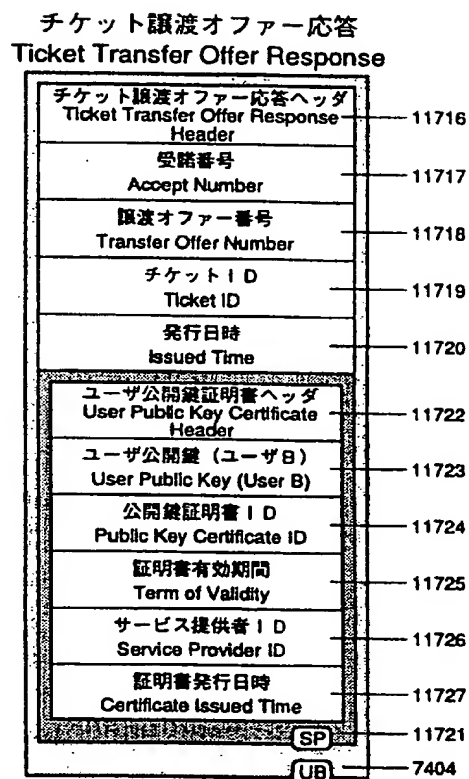 チケット譲渡オファー応答
Ticket Transfer Offer Response
チケット譲渡オファー応答ヘッダ
Ticket Transfer Offer Response
Header
11716
受諾番号
Accept Number
11717
譲渡オファー番号
Transfer Offer Number
11718
チケットID
Ticket ID
11719
発行日時
Issued Time
11720
ユーザ公開鍵証明書ヘッダ
User Public Key Certificate
Header
11722
ユーザ公開鍵（ユーザB）
User Public Key (User B)
11723
公開鍵証明書ID
Public Key Certificate ID
11724
証明書有効期間
Term of Validity
11725
サービス提供者ID
Service Provider ID
11726
証明書発行日時
Certificate Issued Time
11727
SP
11721
UB
7404